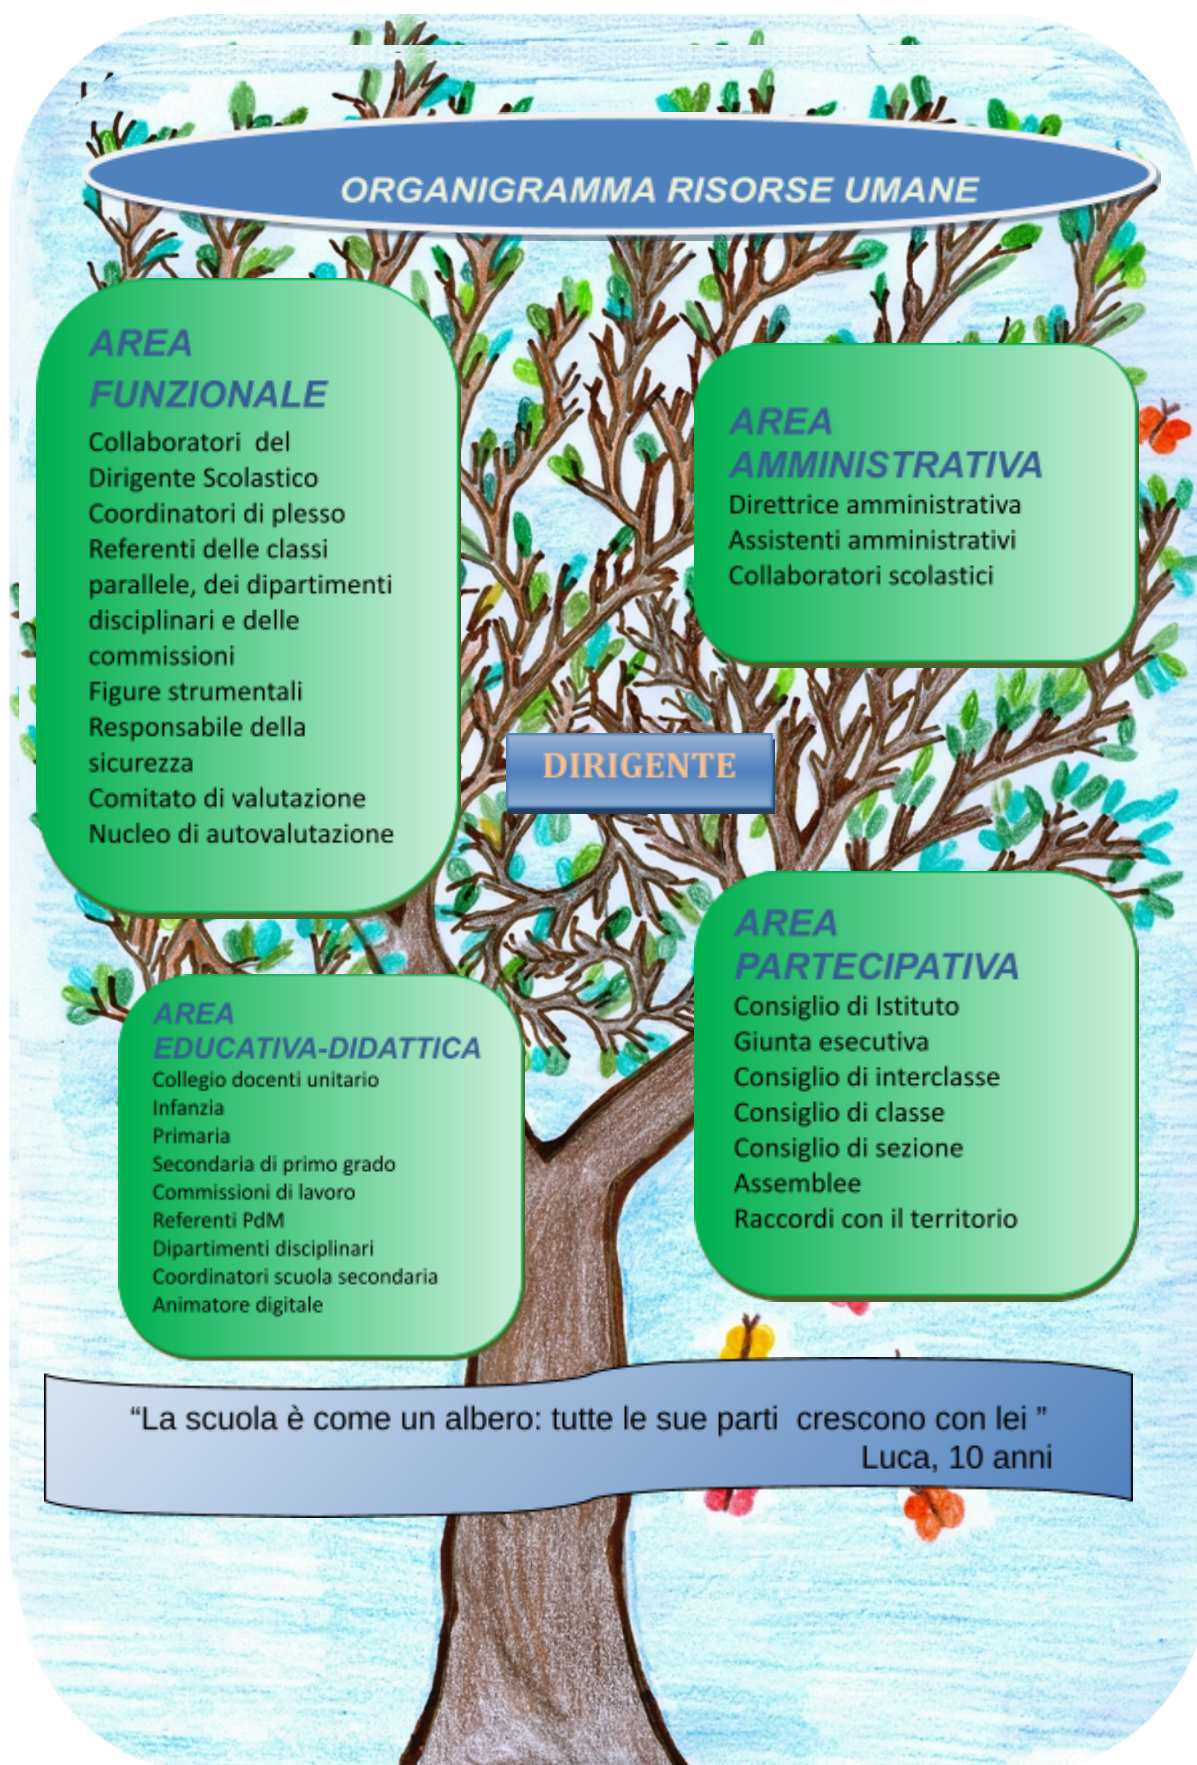 ORGANIGRAMMA RISORSE UMANE
AREA
FUNZIONALE
Collaboratori del
Dirigente Scolastico
Coordinatori di plesso
Referenti delle classi
parallele, dei dipartimenti
disciplinari e delle
commissioni
Figure strumentali
Responsabile della
sicurezza
Comitato di valutazione
Nucleo di autovalutazione
AREA
AMMINISTRATIVA
Direttrice amministrativa
Assistenti amministrativi
Collaboratori scolastici
DIRIGENTE
AREA
EDUCATIVA-DIDATTICA
Collegio docenti unitario
Infanzia
Primaria
Secondaria di primo grado
Commissioni di lavoro
Referenti PdM
Dipartimenti disciplinari
Coordinatori scuola secondaria
Animatore digitale
AREA
PARTECIPATIVA
Consiglio di Istituto
Giunta esecutiva
Consiglio di interclasse
Consiglio di classe
Consiglio di sezione
Assemblee
Raccordi con il territorio
“La scuola è come un albero: tutte le sue parti crescono con lei ”
Luca, 10 anni